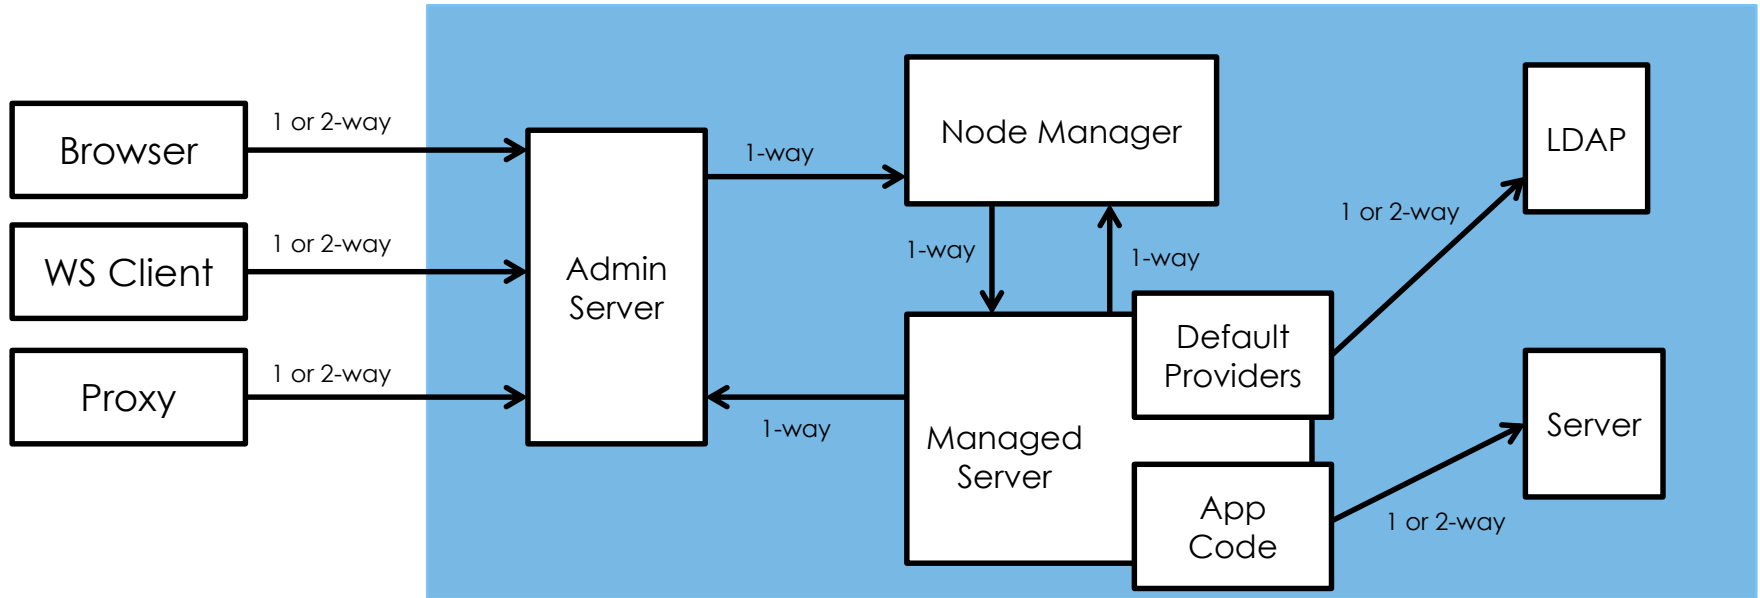 Browser
1 or 2-way
WS Client
1 or 2-way
Proxy
1 or 2-way
Admin
Server
1-way
Node Manager
1-way
1-way
1-way
Managed
Server
Default
Providers
App
Code
1 or 2-way
LDAP
1 or 2-way
Server